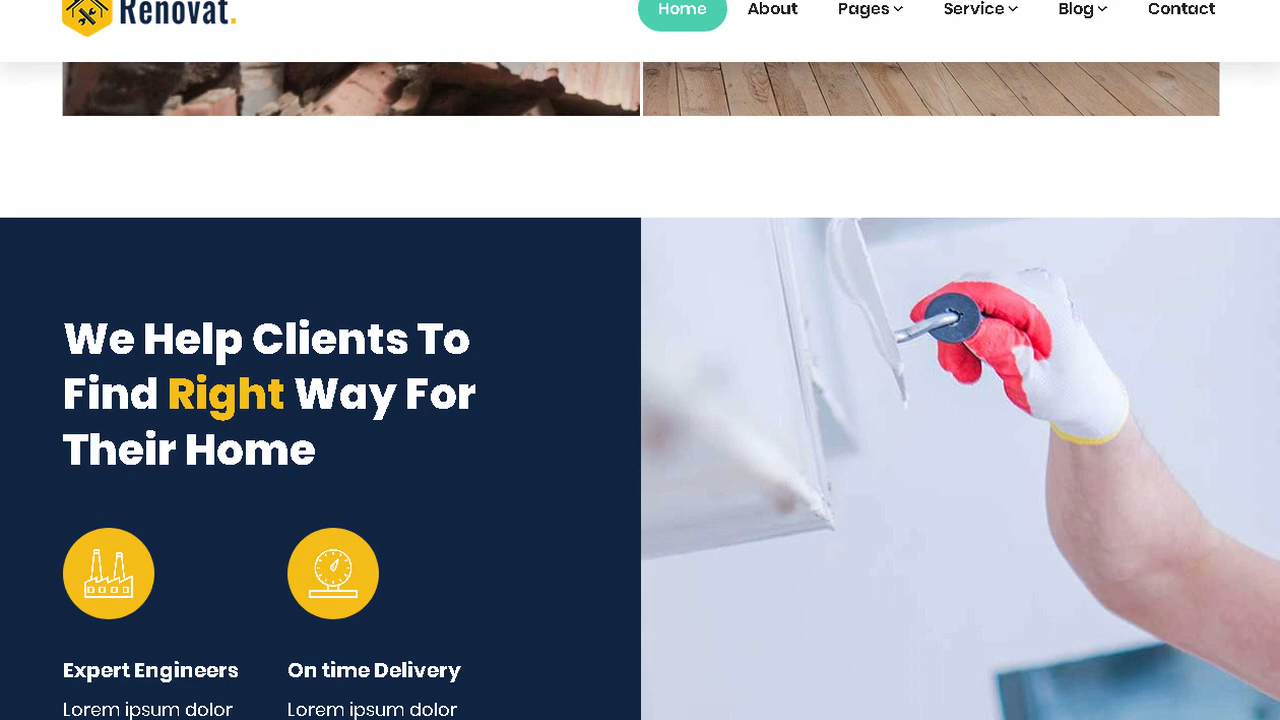 Renovat.
Home About Pages Service Blog Contact
We Help Clients To
Find Right Way For
Their Home
Expert Engineers
On time Delivery
Lorem ipsum dolor
Lorem ipsum dolor